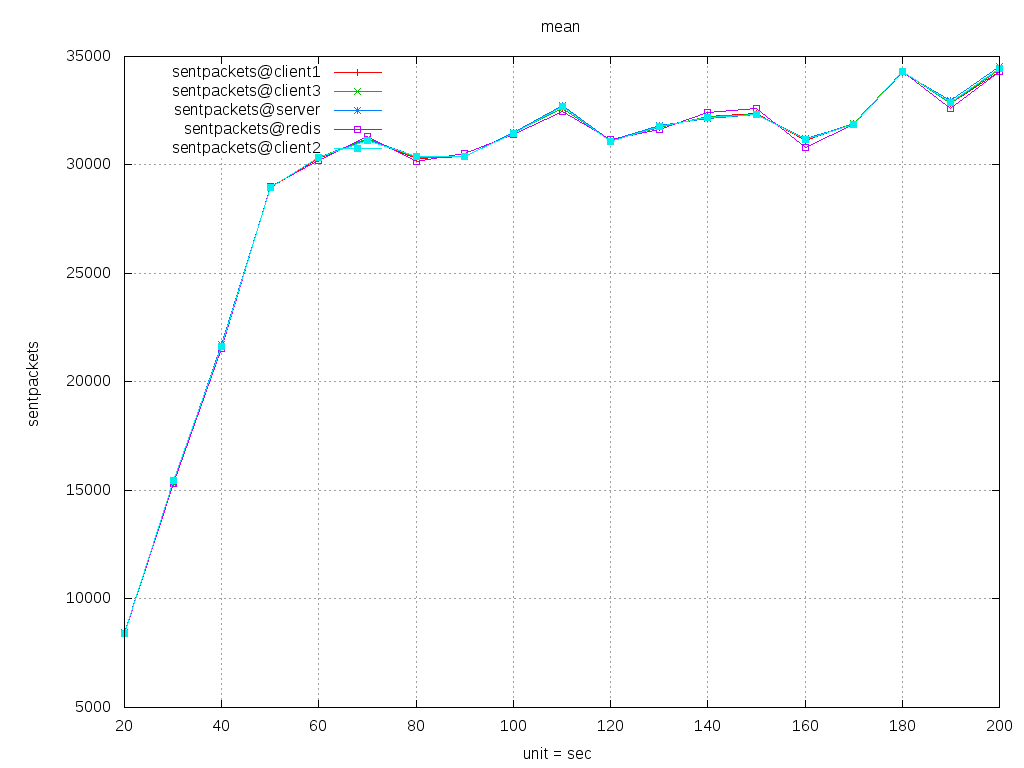 mean
35000
30000
25000
20000
15000
10000
5000
sentpackets
sentpackets@client1
sentpackets@client3
sentpackets@server
sentpackets@redis
sentpackets@client2
20 40 60 80 100 120 140 160 180 200
unit = sec